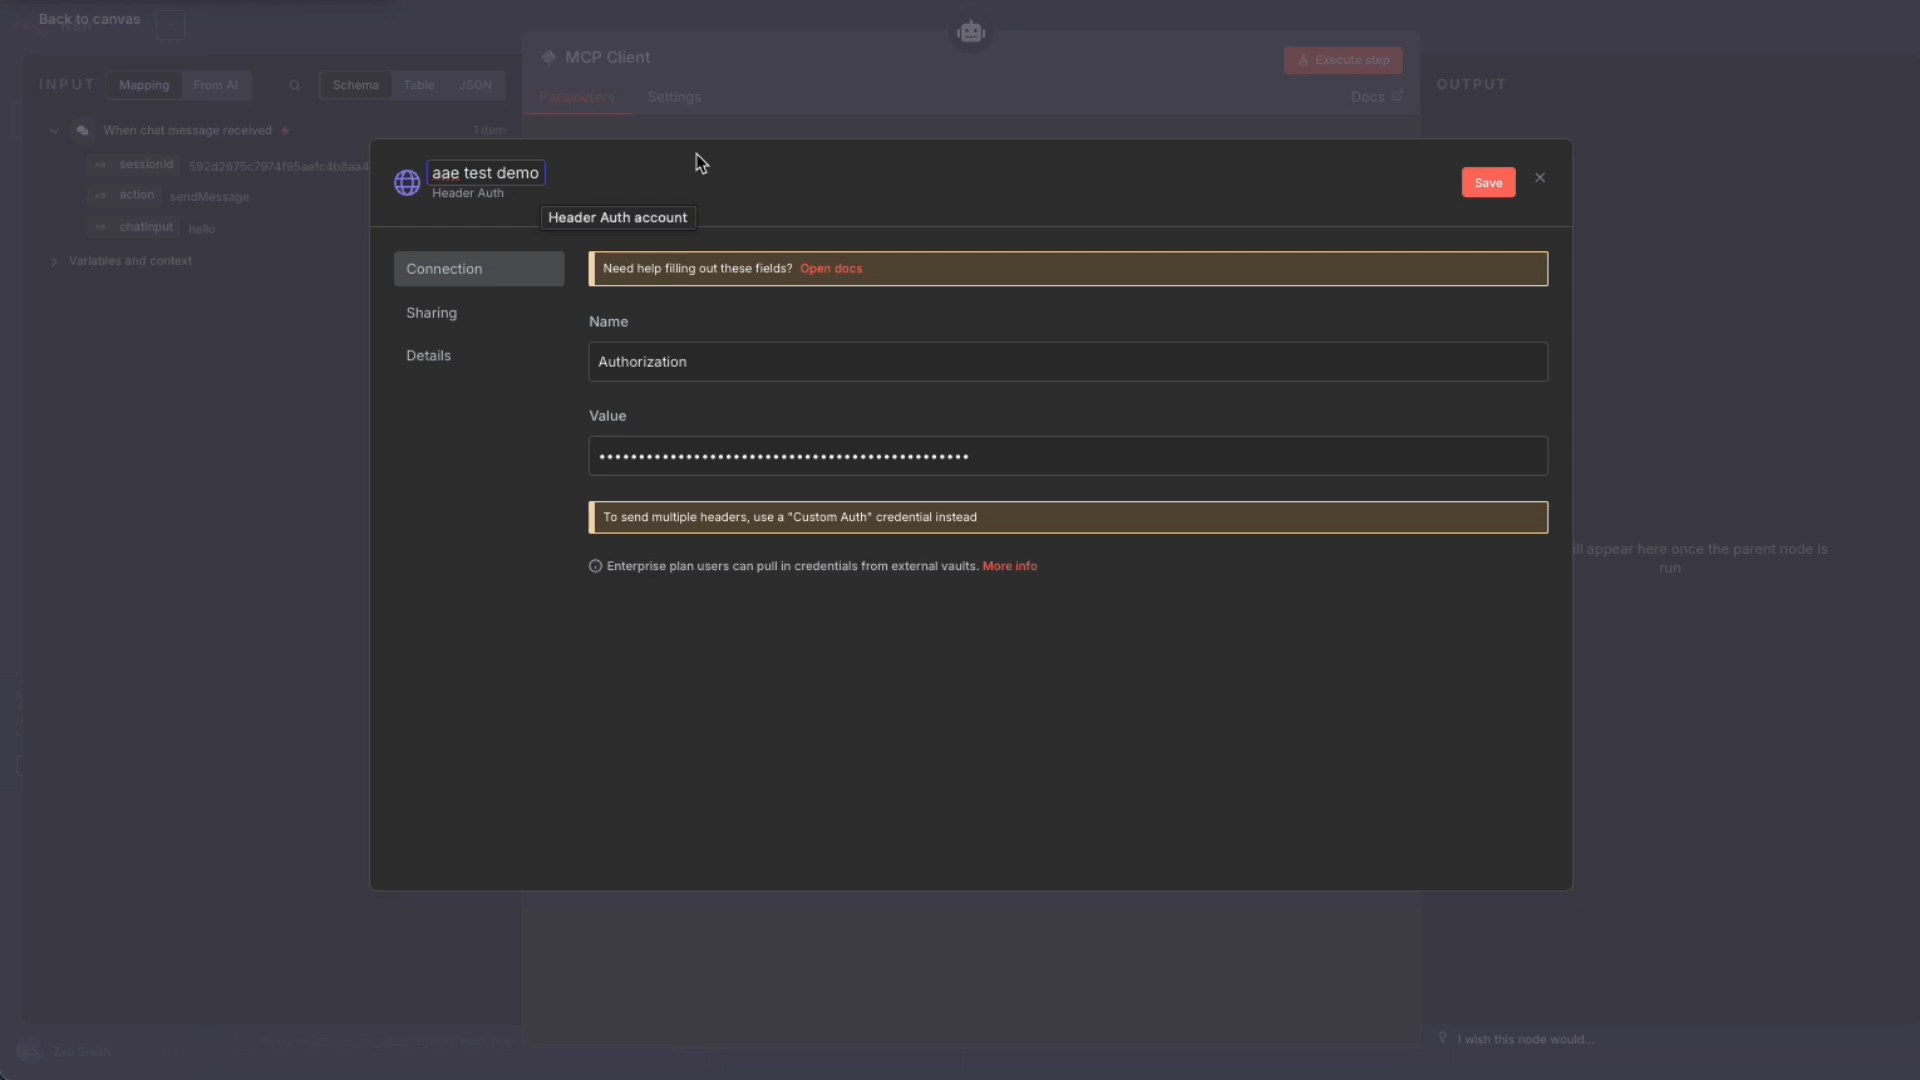 Back to canvas
MCP Client
Execute step
INPUT
Mapping
From AI
Schema
Table
JSON
OUTPUT
Parameters
Settings
Docs
When chat message received
1 item
sessionId
592d2675c7974f95aefc4b8aa4
action
sendMessage
chatInput
hello
Variables and context
aae test demo
Header Auth
Save
Header Auth account
Connection
Sharing
Details
Need help filling out these fields? Open docs
Name
Authorization
Value
••••••••••••••••••••••••••••••••••••••••••••••••
To send multiple headers, use a "Custom Auth" credential instead
Enterprise plan users can pull in credentials from external vaults. More info
ll appear here once the parent node is
run
I wish this node would...